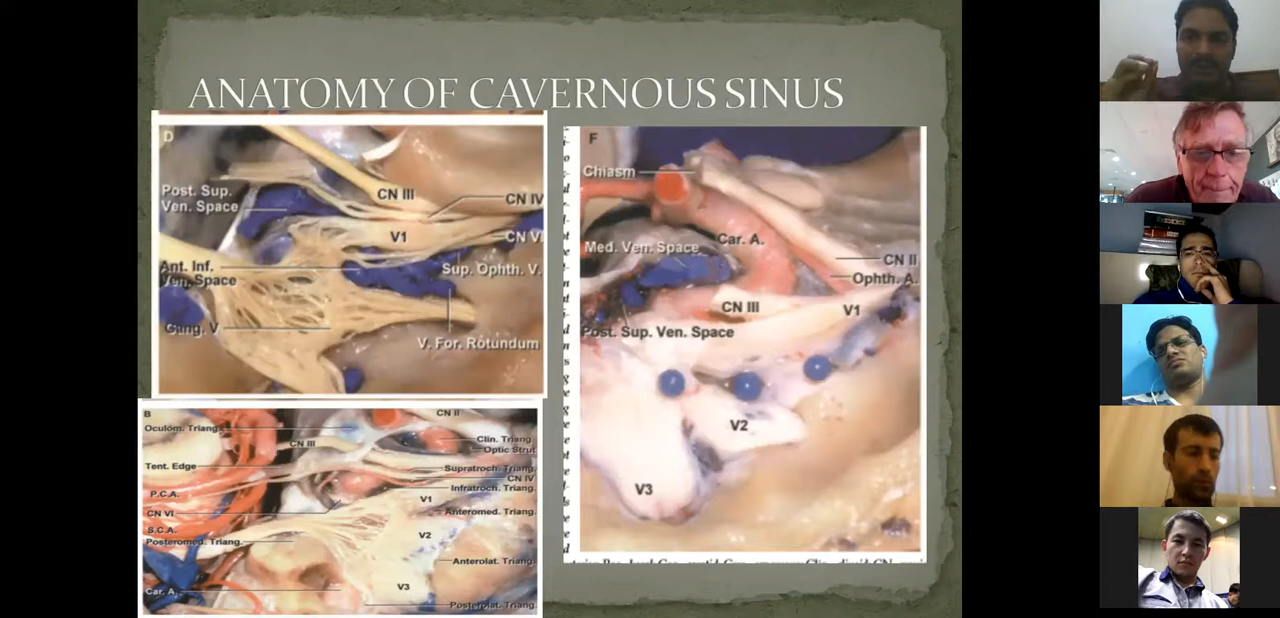 ANATOMY OF CAVERNOUS SINUS
D
CN III
Post. Sup.
Ven. Space
CN IV
V1
CN VI
Ant. Inf.
Ven. Space
Sup. Ophth. V.
Gang. V
V. For. Rotundum
B
CN II
Oculom. Triang.
Clin. Triang
CN III
Optic Strut
Tent. Edge
Supratroch. Triang.
CN IV
Infratroch. Triang.
P.C.A.
V1
CN VI
Anteromed. Triang.
S.C.A.
V2
Posteromed. Triang.
Anterolat. Triang.
V3
Car. A.
Posterolat. Triang.
F
Chiasm
Car. A.
Med. Ven. Space
CN II
Ophth. A.
CN III
V1
Post. Sup. Ven. Space
V2
V3